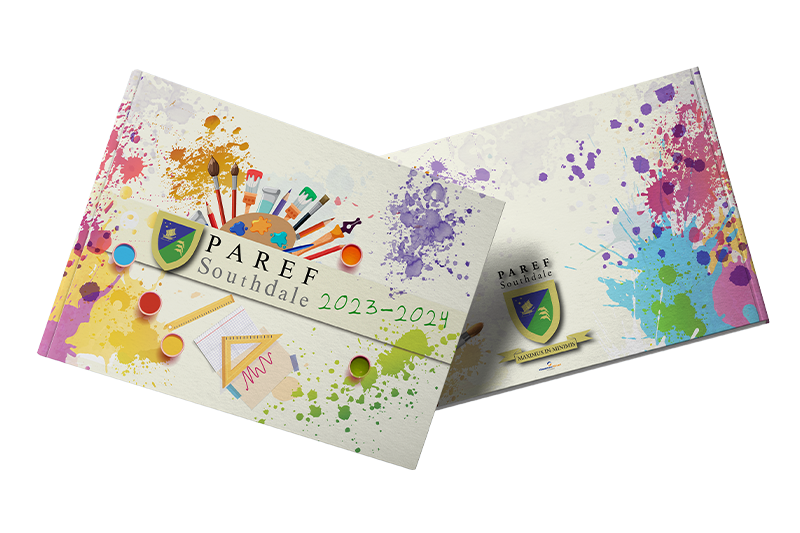 PAREF
Southdale 2023-2024
PAREF
Southdale
MAXIMUS IN MINIMIS